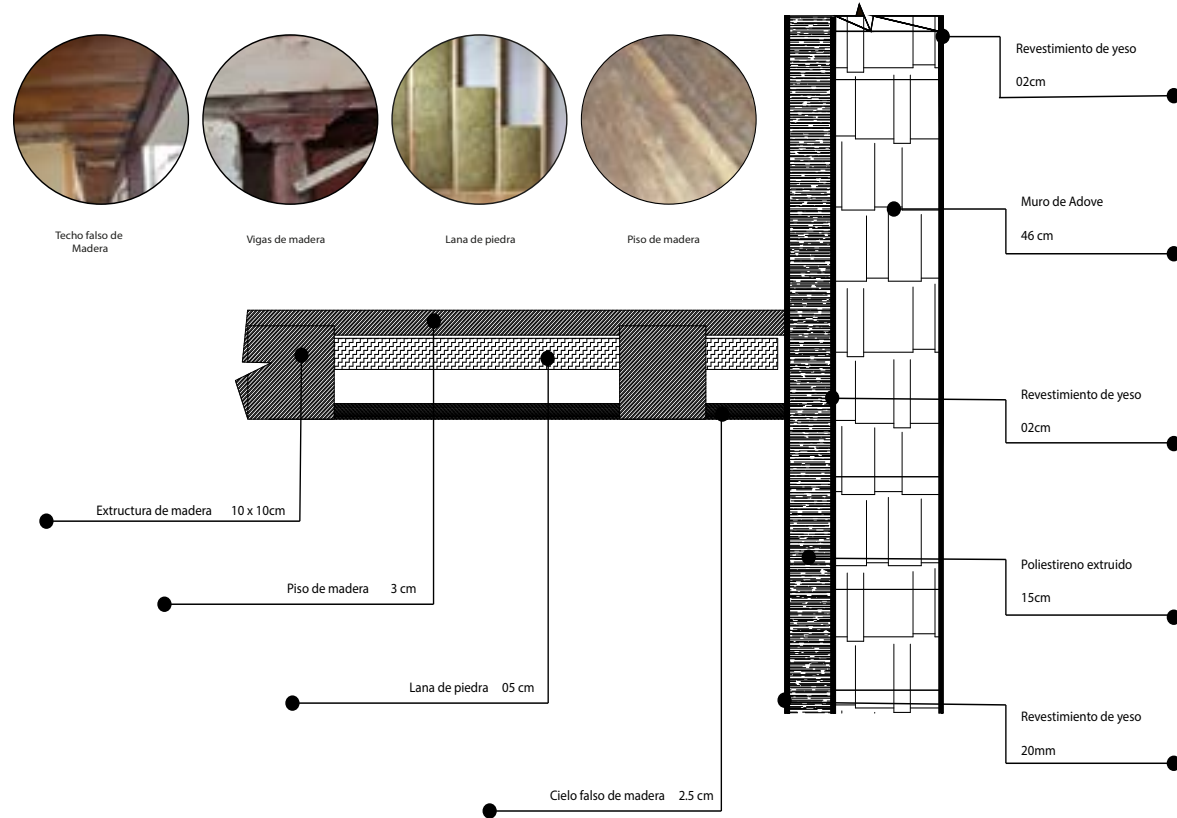 Techo falso de
Madera
Vigas de madera
Lana de piedra
Piso de madera
Revestimiento de yeso
02cm
Muro de Adove
46 cm
Revestimiento de yeso
02cm
Poliestireno extruido
15cm
Revestimiento de yeso
20mm
Extructura de madera 10 x 10cm
Piso de madera 3 cm
Lana de piedra 05 cm
Cielo falso de madera 2.5 cm